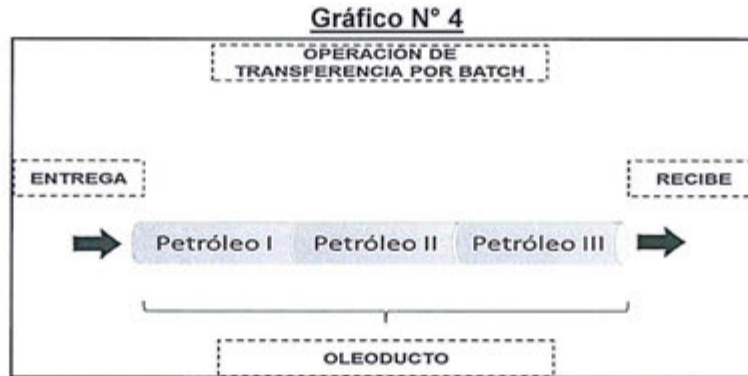 Gráfico N° 4
OPERACIÓN DE
TRANSFERENCIA POR BATCH
ENTREGA
RECIBE
Petróleo I
Petróleo II
Petróleo III
OLEODUCTO